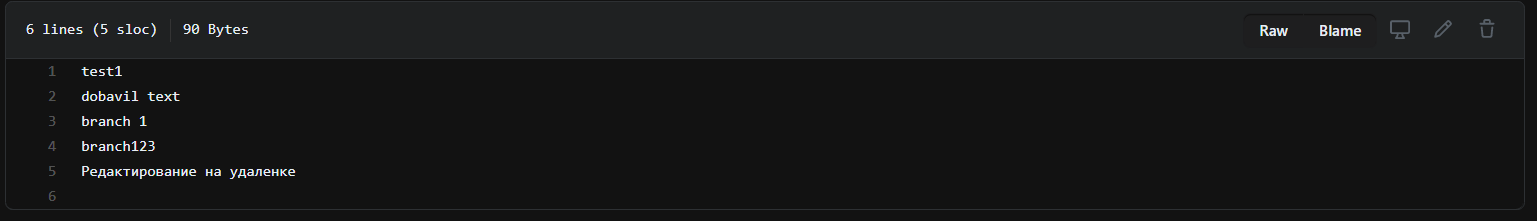 6 lines (5 sloc) 90 Bytes Raw Blame
1 test1
2 dobavil text
3 branch 1
4 branch123
5 Редактирование на удаленке
6